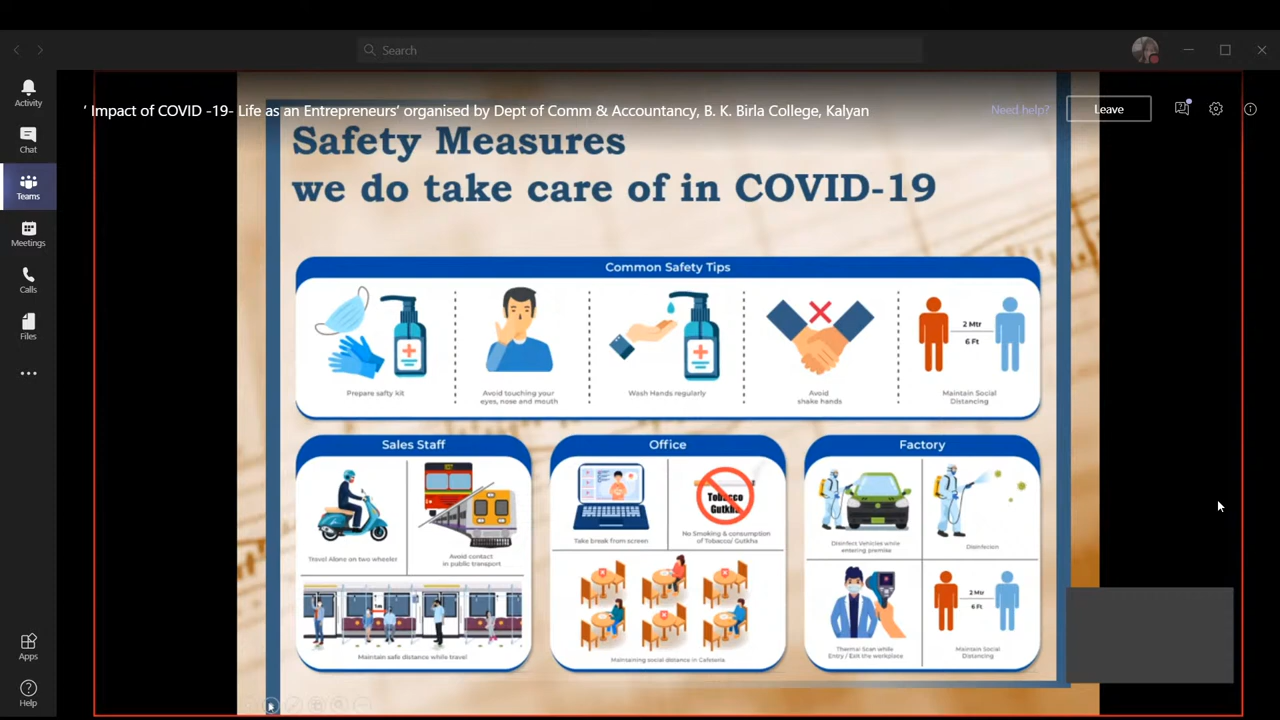 Search
Activity
Chat
Teams
Meetings
Calls
Files
Apps
Help
' Impact of COVID -19- Life as an Entrepreneurs' organised by Dept of Comm & Accountancy, B. K. Birla College, Kalyan
Need help?
Leave
Safety Measures
we do take care of in COVID-19
Common Safety Tips
Prepare safty kit
Avoid touching your
eyes, nose and mouth
Wash Hands regularly
Avoid
shake hands
2 Mtr
6 Ft
Maintain Social
Distancing
Sales Staff
Travel Alone on two wheeler
Avoid contact
in public transport
1m
Maintain safe distance while travel
Office
Take break from screen
Tobacco
Gutkha
No Smoking & consumption
of Tobacco/ Gutkha
Maintaining social distance in Cafeteria
Factory
Disinfect Vehicles while
entering premise
Disinfection
Thermal Scan while
Entry / Exit the workplace
2 Mtr
6 Ft
Maintain Social
Distancing